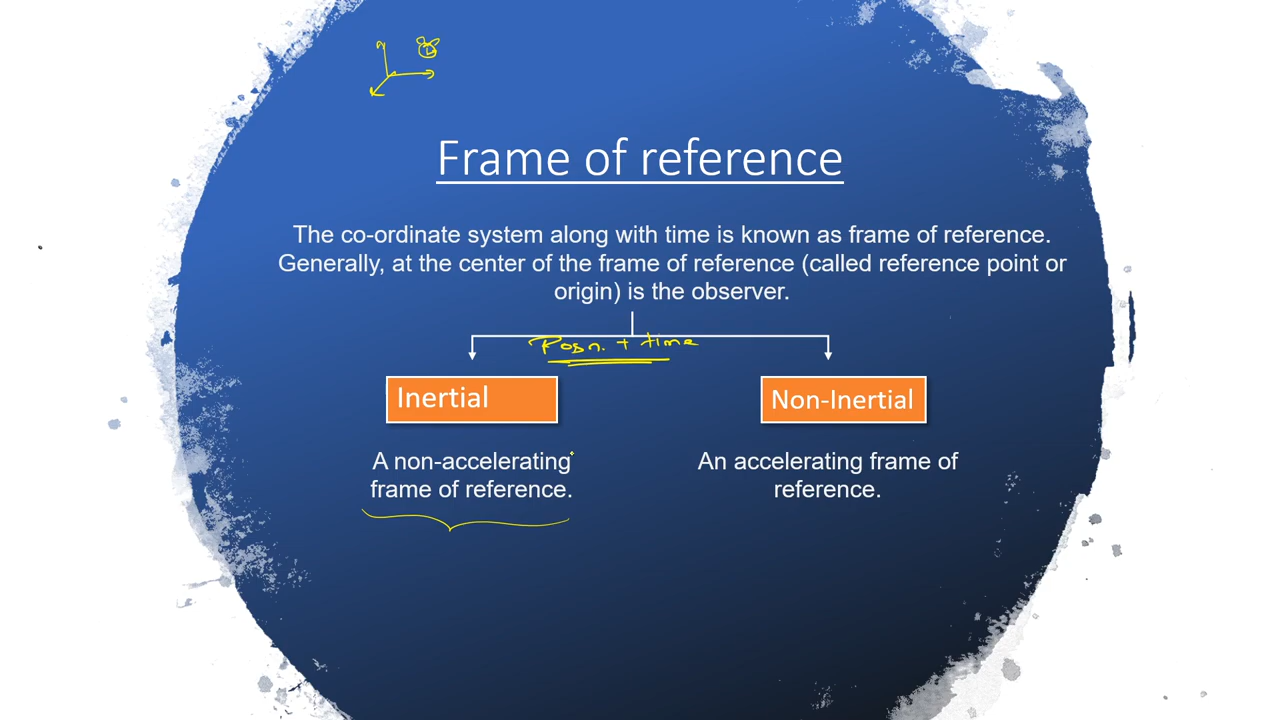 Frame of reference
The co-ordinate system along with time is known as frame of reference.
Generally, at the center of the frame of reference (called reference point or
origin) is the observer.
Posn. + time
Inertial
Non-Inertial
A non-accelerating
frame of reference.
An accelerating frame of
reference.